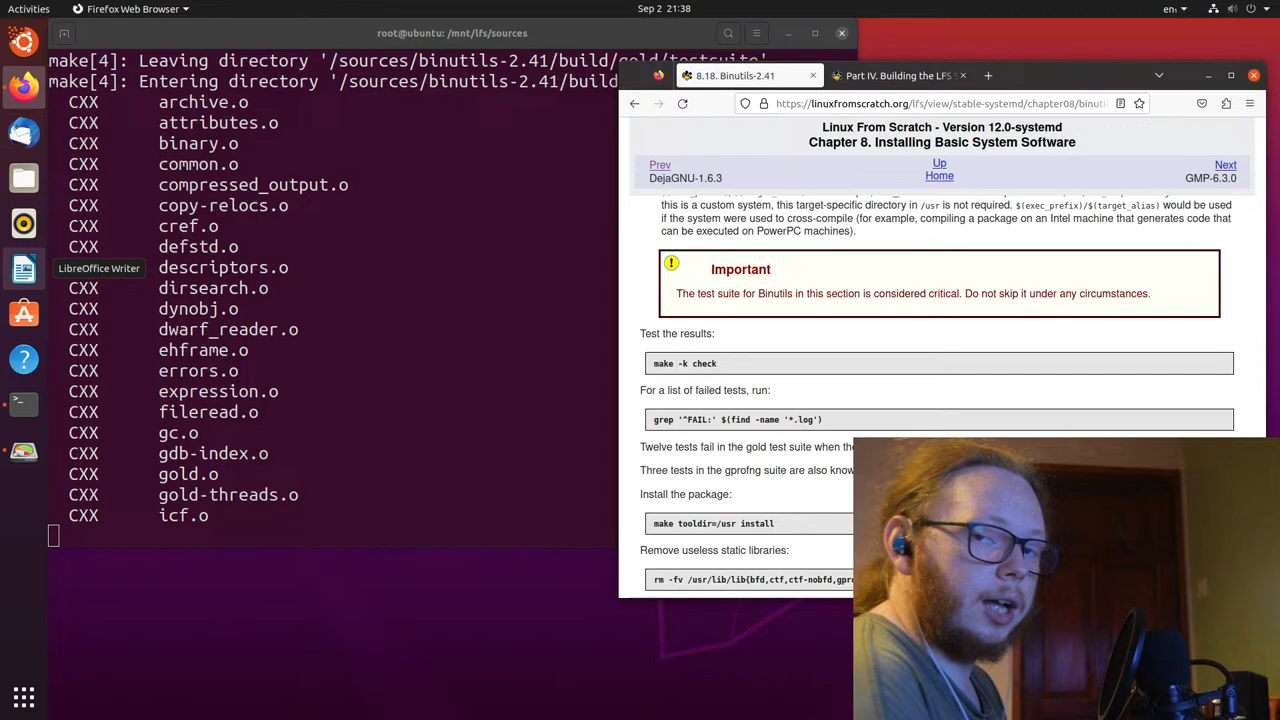 Activities
Firefox Web Browser
Sep 2 21:38
en
root@ubuntu: /mnt/lfs/sources
make[4]: Leaving directory '/sources/binutils-2.41/build/gold/testsuite'
make[4]: Entering directory '/sources/binutils-2.41/build
CXX archive.o
CXX attributes.o
CXX binary.o
CXX common.o
CXX compressed_output.o
CXX copy-relocs.o
CXX cref.o
CXX defstd.o
CXX descriptors.o
CXX dirsearch.o
CXX dynobj.o
CXX dwarf_reader.o
CXX ehframe.o
CXX errors.o
CXX expression.o
CXX fileread.o
CXX gc.o
CXX gdb-index.o
CXX gold.o
CXX gold-threads.o
CXX icf.o
LibreOffice Writer
8.18. Binutils-2.41
Part IV. Building the LFS S
https://linuxfromscratch.org/lfs/view/stable-systemd/chapter08/binuti
Linux From Scratch - Version 12.0-systemd
Chapter 8. Installing Basic System Software
Prev
Up
Next
DejaGNU-1.6.3
Home
GMP-6.3.0
this is a custom system, this target-specific directory in /usr is not required. $(exec_prefix)/$(target_alias) would be used
if the system were used to cross-compile (for example, compiling a package on an Intel machine that generates code that
can be executed on PowerPC machines).
Important
The test suite for Binutils in this section is considered critical. Do not skip it under any circumstances.
Test the results:
make -k check
For a list of failed tests, run:
grep '^FAIL:' $(find -name '*.log')
Twelve tests fail in the gold test suite when the
Three tests in the gprofng suite are also know
Install the package:
make tooldir=/usr install
Remove useless static libraries:
rm -fv /usr/lib/lib{bfd,ctf,ctf-nobfd,gpro